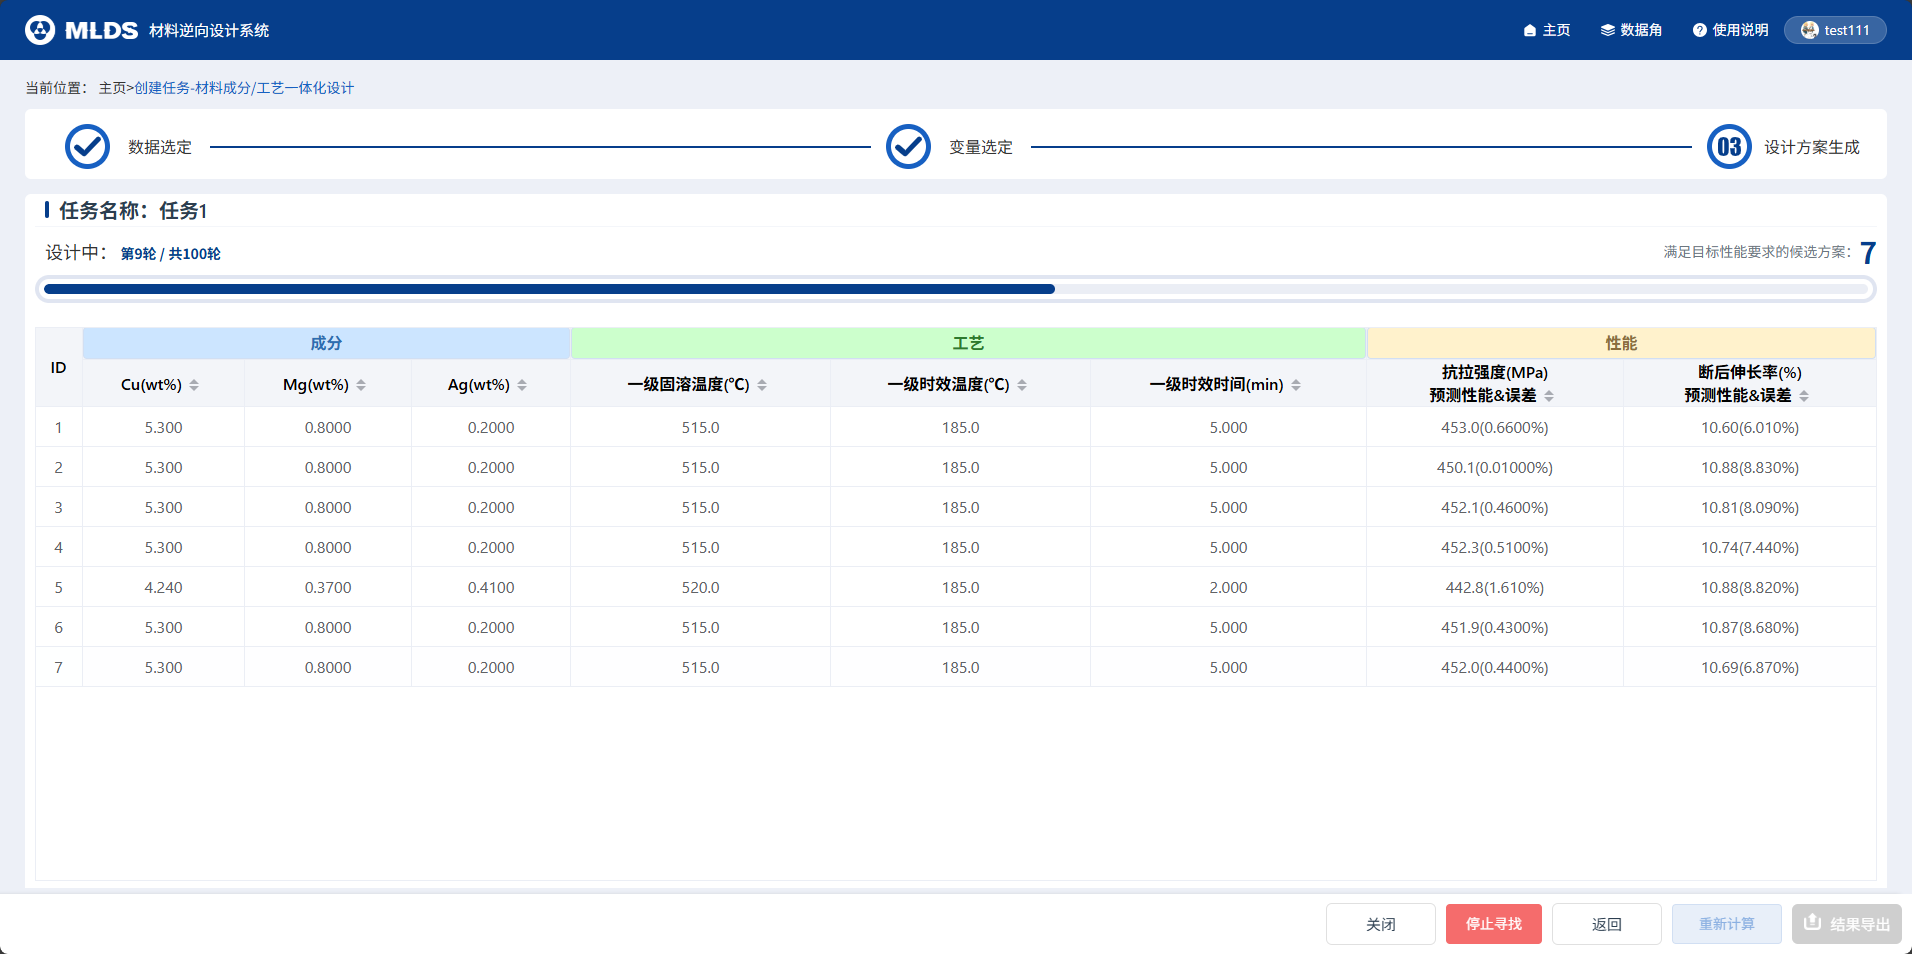 MLDS 材料逆向设计系统
主页 数据角 使用说明 test111
当前位置： 主页>创建任务-材料成分/工艺一体化设计
数据选定 变量选定 03 设计方案生成
任务名称：任务1
设计中： 第9轮 / 共100轮 满足目标性能要求的候选方案： 7
ID 成分 工艺 性能
Cu(wt%) Mg(wt%) Ag(wt%) 一级固溶温度(℃) 一级时效温度(℃) 一级时效时间(min) 抗拉强度(MPa) 断后伸长率(%)
预测性能&误差 预测性能&误差
1 5.300 0.8000 0.2000 515.0 185.0 5.000 453.0(0.6600%) 10.60(6.010%)
2 5.300 0.8000 0.2000 515.0 185.0 5.000 450.1(0.01000%) 10.88(8.830%)
3 5.300 0.8000 0.2000 515.0 185.0 5.000 452.1(0.4600%) 10.81(8.090%)
4 5.300 0.8000 0.2000 515.0 185.0 5.000 452.3(0.5100%) 10.74(7.440%)
5 4.240 0.3700 0.4100 520.0 185.0 2.000 442.8(1.610%) 10.88(8.820%)
6 5.300 0.8000 0.2000 515.0 185.0 5.000 451.9(0.4300%) 10.87(8.680%)
7 5.300 0.8000 0.2000 515.0 185.0 5.000 452.0(0.4400%) 10.69(6.870%)
关闭 停止寻找 返回 重新计算 结果导出